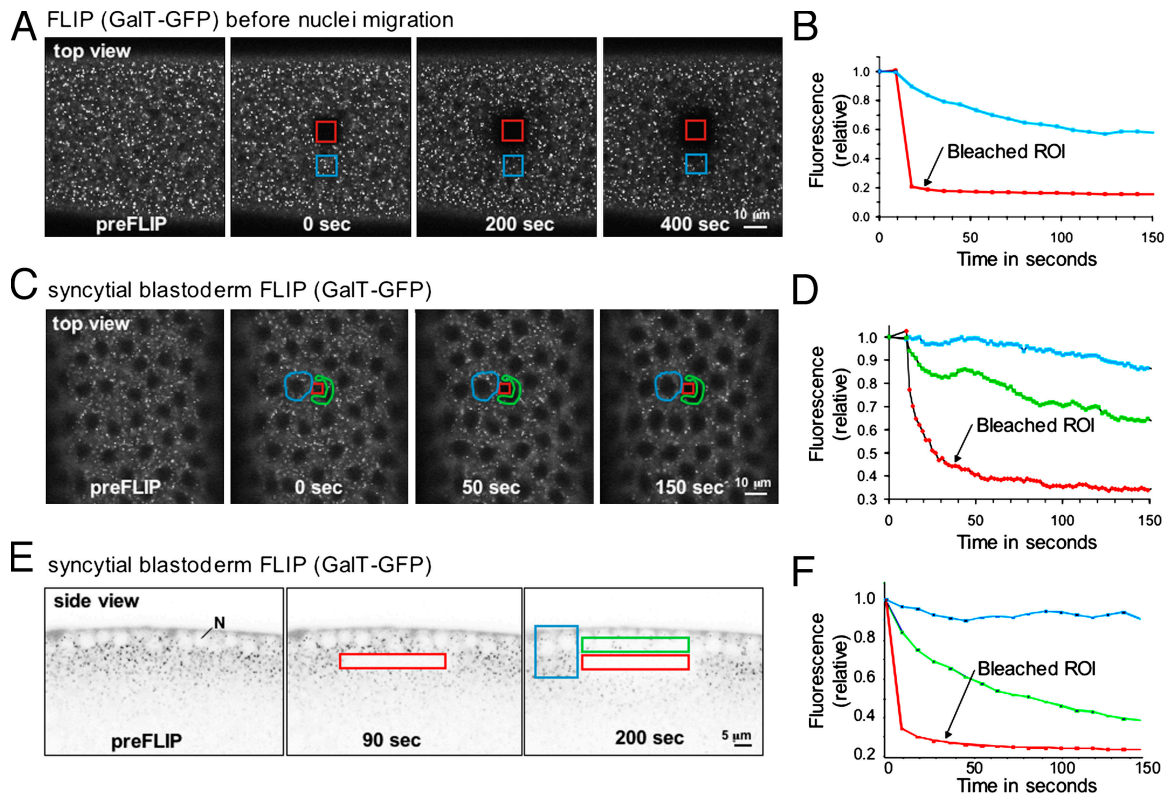 A FLIP (GalT-GFP) before nuclei migration
top view
preFLIP
0 sec
200 sec
400 sec
10 µm
B
Fluorescence
(relative)
1.0
0.8
0.6
0.4
0.2
0.0
Bleached ROI
0 50 100 150
Time in seconds
C syncytial blastoderm FLIP (GalT-GFP)
top view
preFLIP
0 sec
50 sec
150 sec
10 µm
D
Fluorescence
(relative)
1.0
0.9
0.8
0.7
0.6
0.5
0.4
0.3
Bleached ROI
0 50 100 150
Time in seconds
E syncytial blastoderm FLIP (GalT-GFP)
side view
N
preFLIP
90 sec
200 sec
5 µm
F
Fluorescence
(relative)
1.0
0.8
0.6
0.4
0.2
Bleached ROI
0 50 100 150
Time in seconds